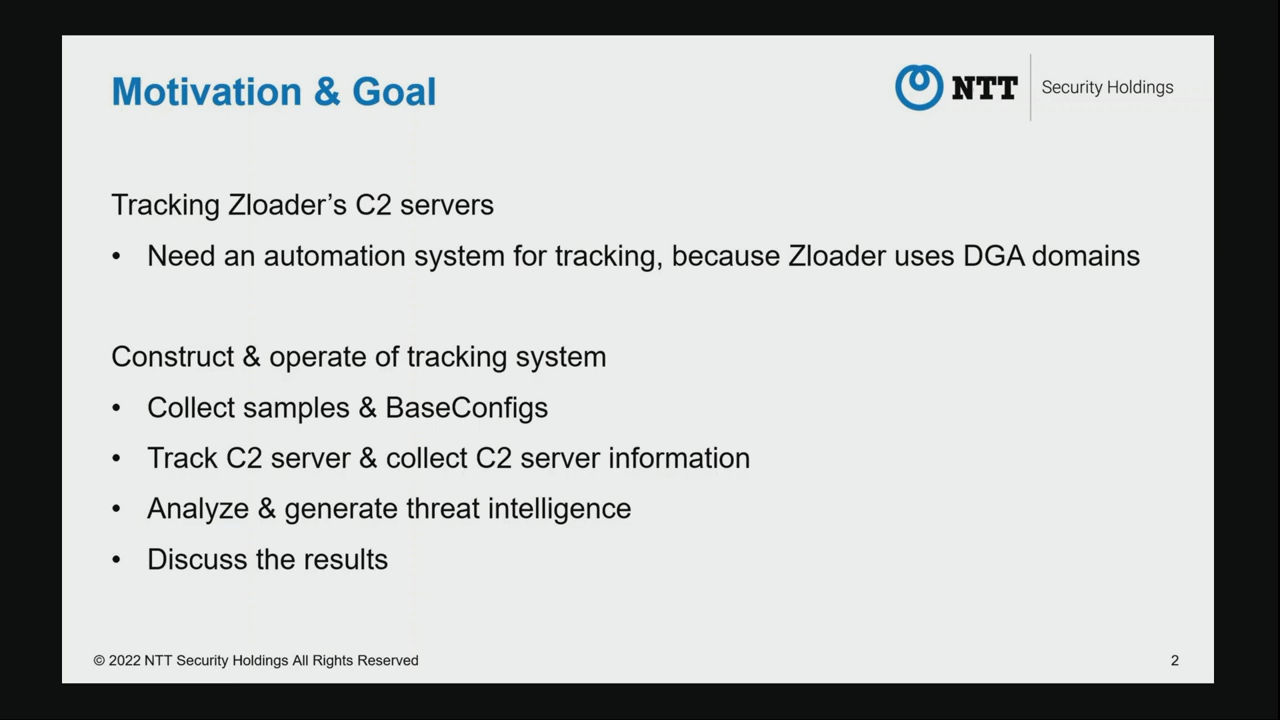 Motivation & Goal
NTT
Security Holdings
Tracking Zloader’s C2 servers
• Need an automation system for tracking, because Zloader uses DGA domains
Construct & operate of tracking system
• Collect samples & BaseConfigs
• Track C2 server & collect C2 server information
• Analyze & generate threat intelligence
• Discuss the results
© 2022 NTT Security Holdings All Rights Reserved
2